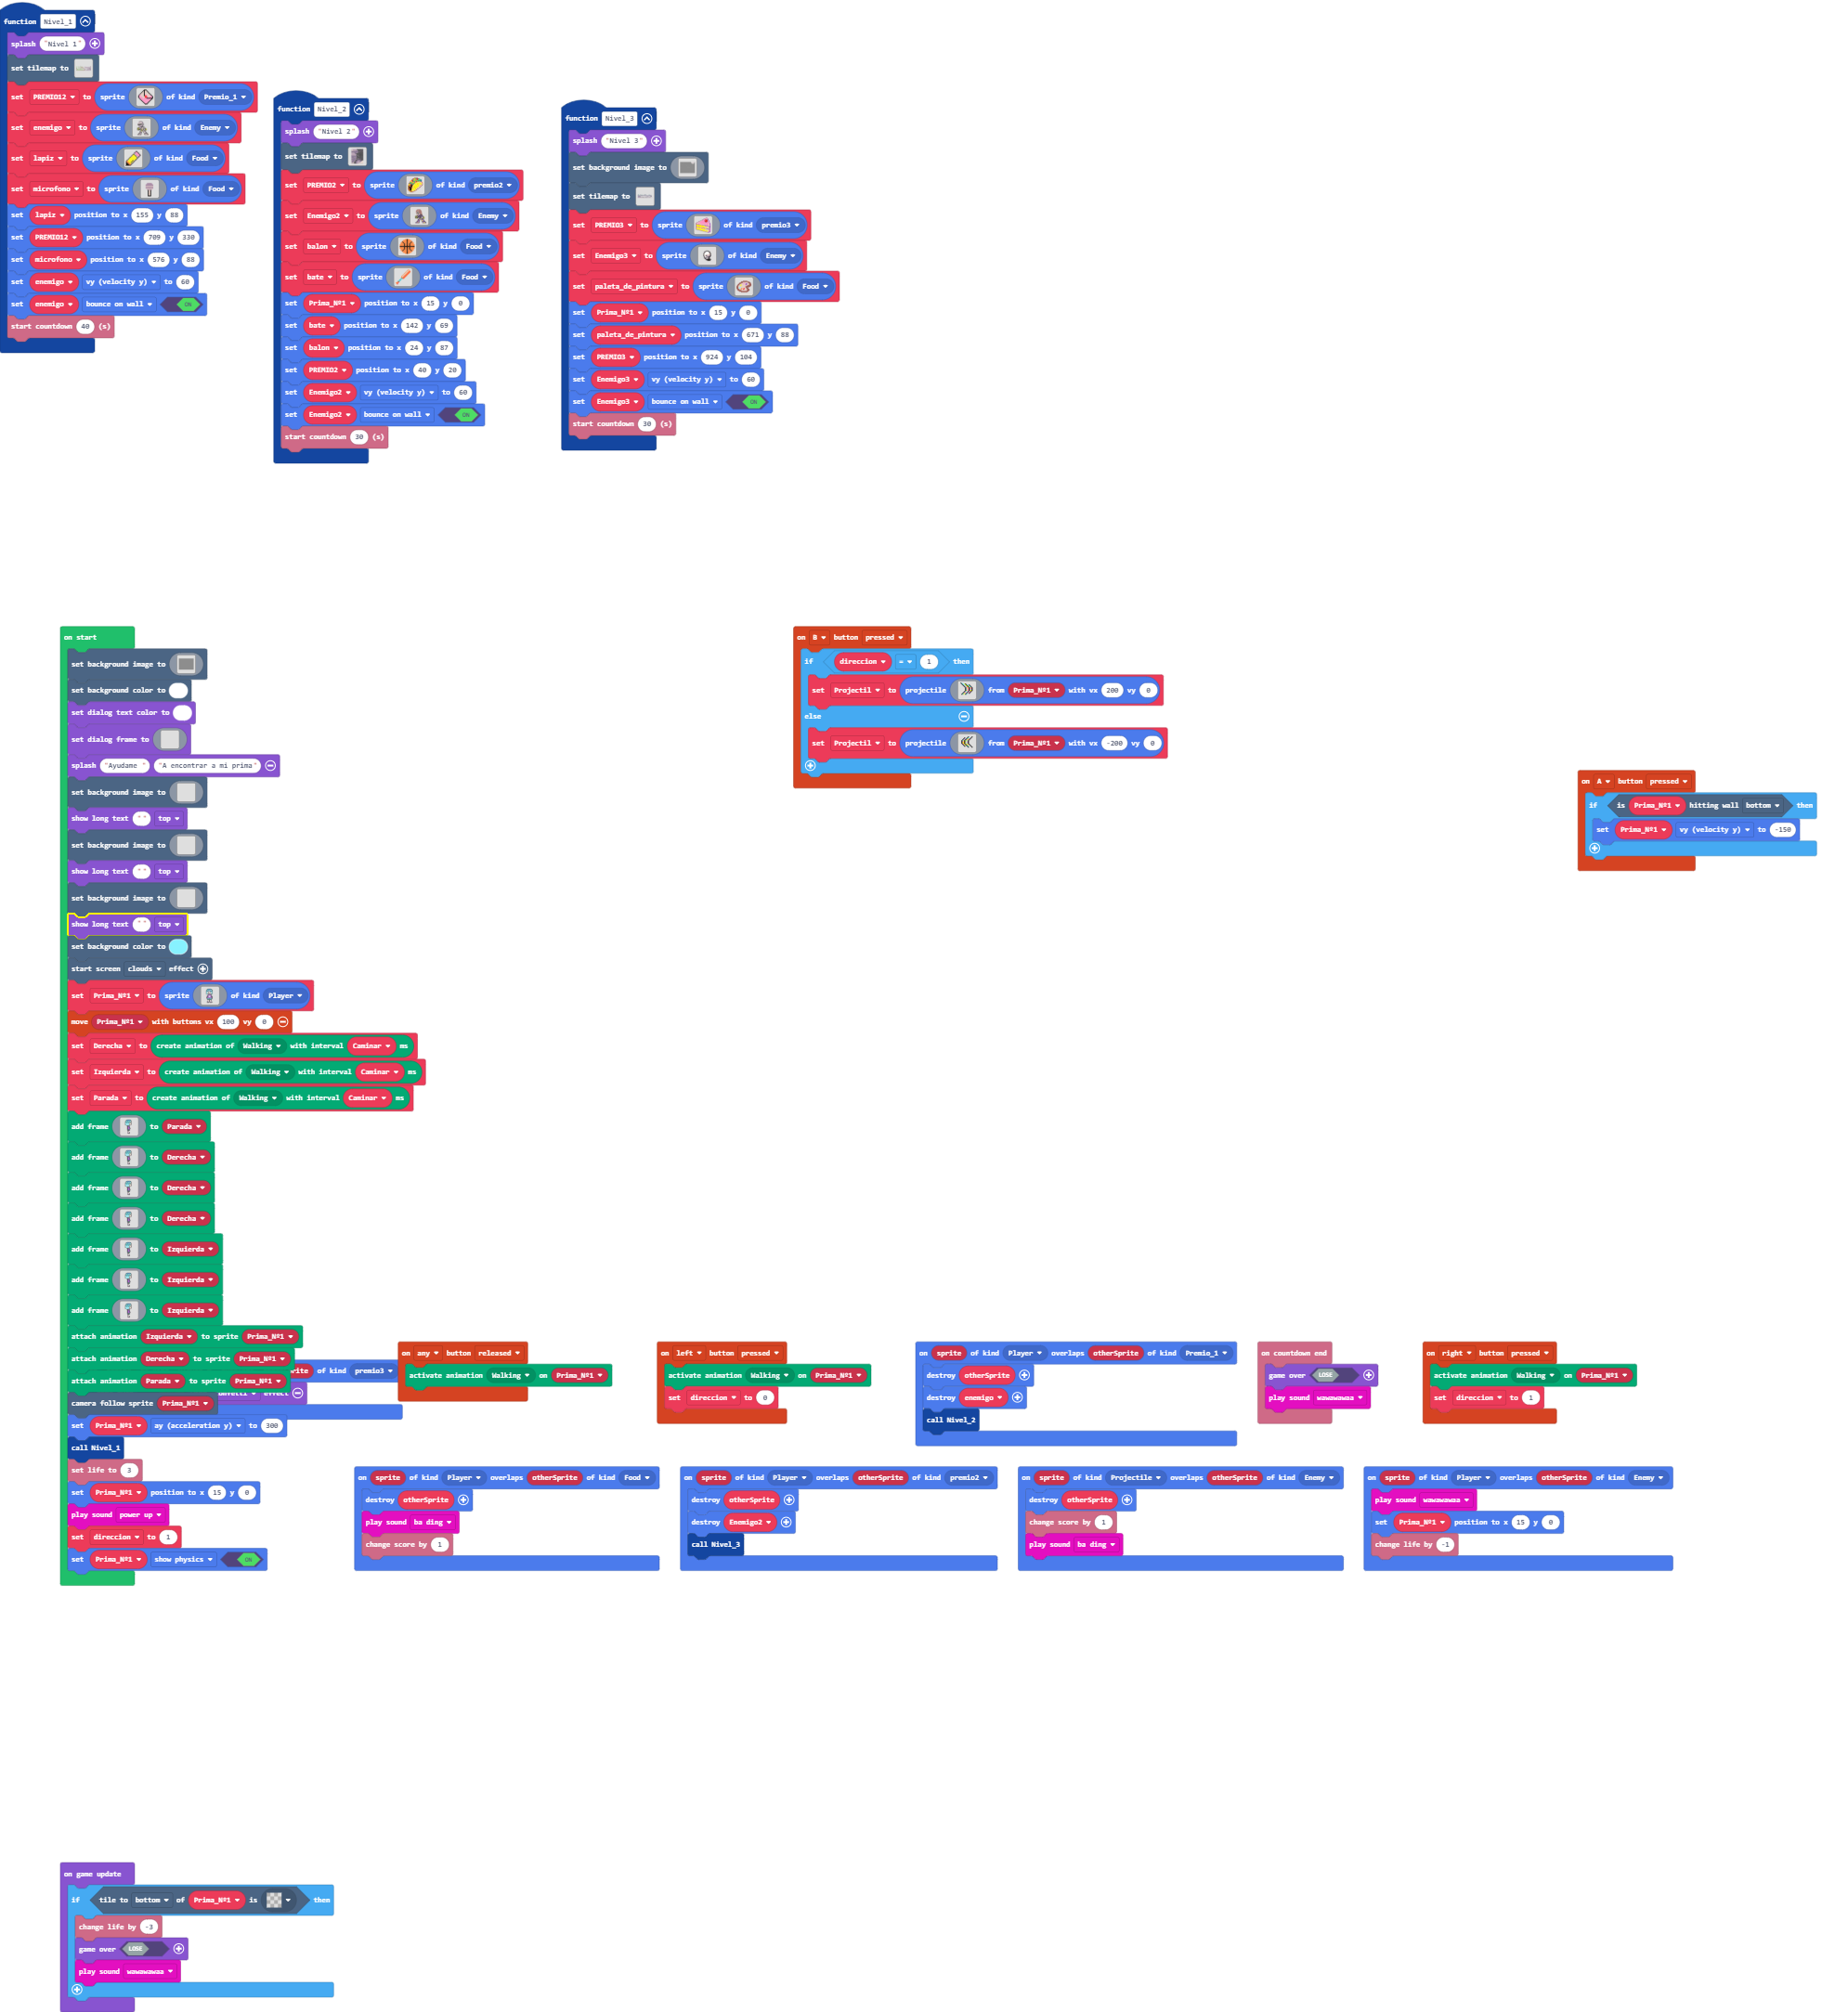 function Nivel_1
splash "Nivel 1"
set tilemap to
set PREMIO12 to sprite of kind Premio_1
set enemigo to sprite of kind Enemy
set lapiz to sprite of kind Food
set microfono to sprite of kind Food
set lapiz position to x 155 y 88
set PREMIO12 position to x 709 y 330
set microfono position to x 576 y 88
set enemigo vy (velocity y) to 60
set enemigo bounce on wall ON
start countdown 40 (s)
function Nivel_2
splash "Nivel 2"
set tilemap to
set PREMIO2 to sprite of kind premio2
set Enemigo2 to sprite of kind Enemy
set balon to sprite of kind Food
set bate to sprite of kind Food
set Prima_Nº1 position to x 15 y 0
set bate position to x 142 y 69
set balon position to x 24 y 87
set PREMIO2 position to x 40 y 20
set Enemigo2 vy (velocity y) to 60
set Enemigo2 bounce on wall ON
start countdown 30 (s)
function Nivel_3
splash "Nivel 3"
set background image to
set tilemap to
set PREMIO3 to sprite of kind premio3
set Enemigo3 to sprite of kind Enemy
set paleta_de_pintura to sprite of kind Food
set Prima_Nº1 position to x 15 y 0
set paleta_de_pintura position to x 671 y 88
set PREMIO3 position to x 924 y 104
set Enemigo3 vy (velocity y) to 60
set Enemigo3 bounce on wall ON
start countdown 30 (s)
on start
set background image to
set background color to
set dialog text color to
set dialog frame to
splash "Ayudame " "A encontrar a mi prima"
set background image to
show long text " " top
set background image to
show long text " " top
set background image to
show long text " " top
set background color to
start screen clouds effect
set Prima_Nº1 to sprite of kind Player
move Prima_Nº1 with buttons vx 100 vy 0
set Derecha to create animation of Walking with interval Caminar ms
set Izquierda to create animation of Walking with interval Caminar ms
set Parada to create animation of Walking with interval Caminar ms
add frame to Parada
add frame to Derecha
add frame to Derecha
add frame to Derecha
add frame to Izquierda
add frame to Izquierda
add frame to Izquierda
attach animation Izquierda to sprite Prima_Nº1
attach animation Derecha to sprite Prima_Nº1
attach animation Parada to sprite Prima_Nº1
camera follow sprite Prima_Nº1
set Prima_Nº1 ay (acceleration y) to 300
call Nivel_1
set life to 3
set Prima_Nº1 position to x 15 y 0
play sound power up
set direccion to 1
set Prima_Nº1 show physics ON
of kind premio3
on B button pressed
if direccion = 1 then
set Projectil to projectile from Prima_Nº1 with vx 200 vy 0
else
set Projectil to projectile from Prima_Nº1 with vx -200 vy 0
on A button pressed
if is Prima_Nº1 hitting wall bottom then
set Prima_Nº1 vy (velocity y) to -150
on any button released
activate animation Walking on Prima_Nº1
on left button pressed
activate animation Walking on Prima_Nº1
set direccion to 0
on sprite of kind Player overlaps otherSprite of kind Premio_1
destroy otherSprite
destroy enemigo
call Nivel_2
on countdown end
game over LOSE
play sound wawawawaa
on right button pressed
activate animation Walking on Prima_Nº1
set direccion to 1
on sprite of kind Player overlaps otherSprite of kind Food
destroy otherSprite
play sound ba ding
change score by 1
on sprite of kind Player overlaps otherSprite of kind premio2
destroy otherSprite
destroy Enemigo2
call Nivel_3
on sprite of kind Projectile overlaps otherSprite of kind Enemy
destroy otherSprite
change score by 1
play sound ba ding
on sprite of kind Player overlaps otherSprite of kind Enemy
play sound wawawawaa
set Prima_Nº1 position to x 15 y 0
change life by -1
on game update
if tile to bottom of Prima_Nº1 is then
change life by -3
game over LOSE
play sound wawawawaa